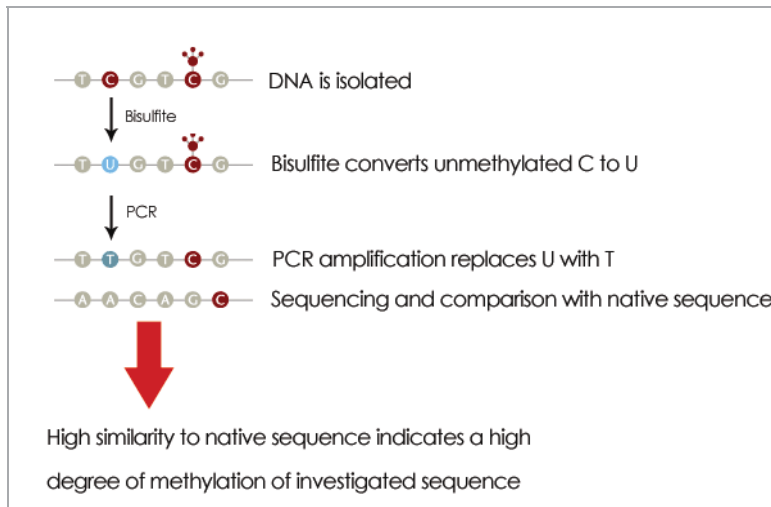 T C G T C G DNA is isolated
Bisulfite
T U G T C G Bisulfite converts unmethylated C to U
PCR
T T G T C G PCR amplification replaces U with T
A A C A G C Sequencing and comparison with native sequence
High similarity to native sequence indicates a high
degree of methylation of investigated sequence